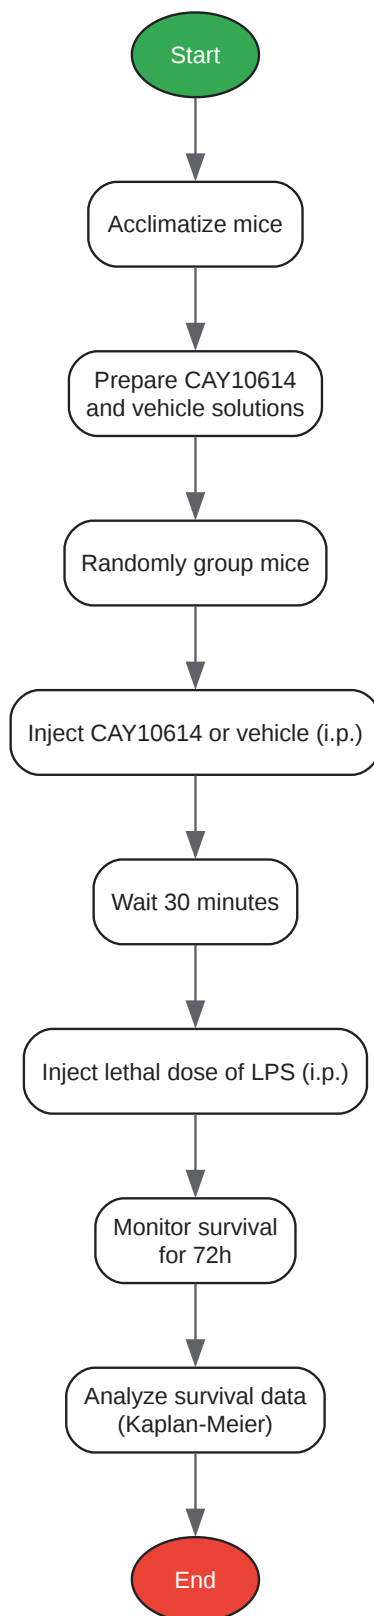 Start
Acclimatize mice
Prepare CAY10614
and vehicle solutions
Randomly group mice
Inject CAY10614 or vehicle (i.p.)
Wait 30 minutes
Inject lethal dose of LPS (i.p.)
Monitor survival
for 72h
Analyze survival data
(Kaplan-Meier)
End